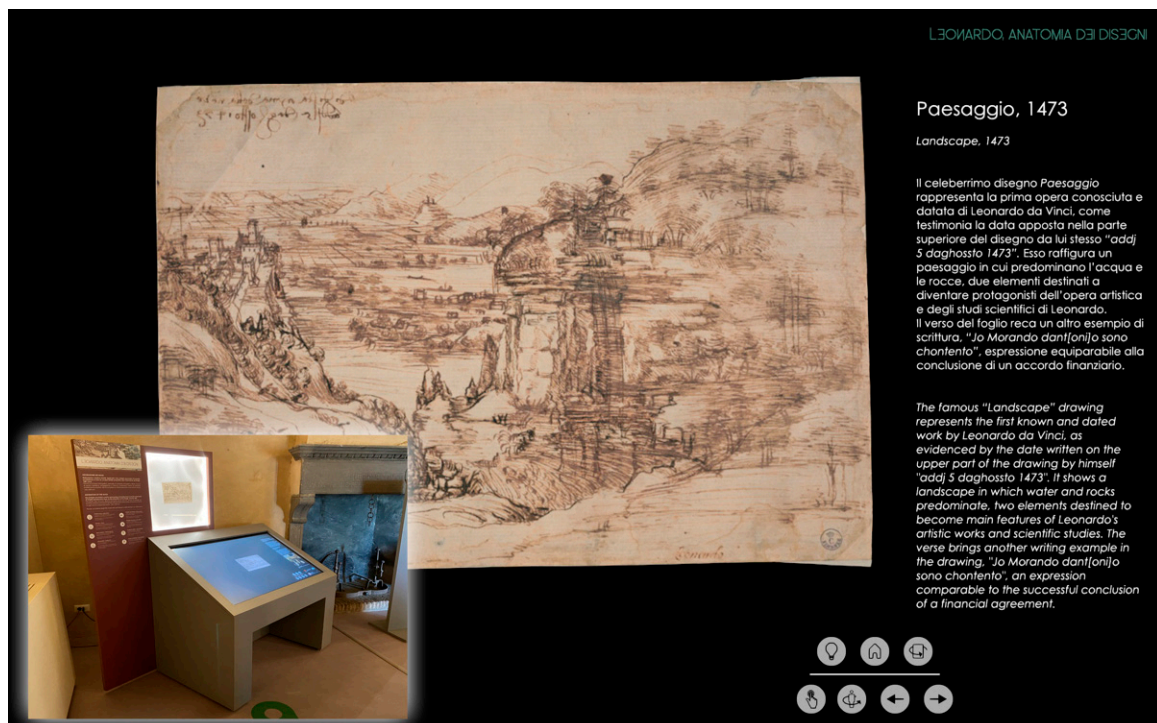 LEONARDO, ANATOMIA DEI DISEGNI
Paesaggio, 1473
Landscape, 1473
Il celeberrimo disegno Paesaggio
rappresenta la prima opera conosciuta e
datata di Leonardo da Vinci, come
testimonia la data apposta nella parte
superiore del disegno da lui stesso “addj
5 daghossto 1473”. Esso raffigura un
paesaggio in cui predominano l’acqua e
le rocce, due elementi destinati a
diventare protagonisti dell’opera artistica
e degli studi scientifici di Leonardo.
Il verso del foglio reca un altro esempio di
scrittura, “Jo Morando dant[oni]o sono
chontento”, espressione equiparabile alla
conclusione di un accordo finanziario.
The famous “Landscape” drawing
represents the first known and dated
work by Leonardo da Vinci, as
evidenced by the date written on the
upper part of the drawing by himself
"addj 5 daghossto 1473". It shows a
landscape in which water and rocks
predominate, two elements destined to
become main features of Leonardo's
artistic works and scientific studies. The
verse brings another writing example in
the drawing, "Jo Morando dant[oni]o
sono chontento", an expression
comparable to the successful conclusion
of a financial agreement.